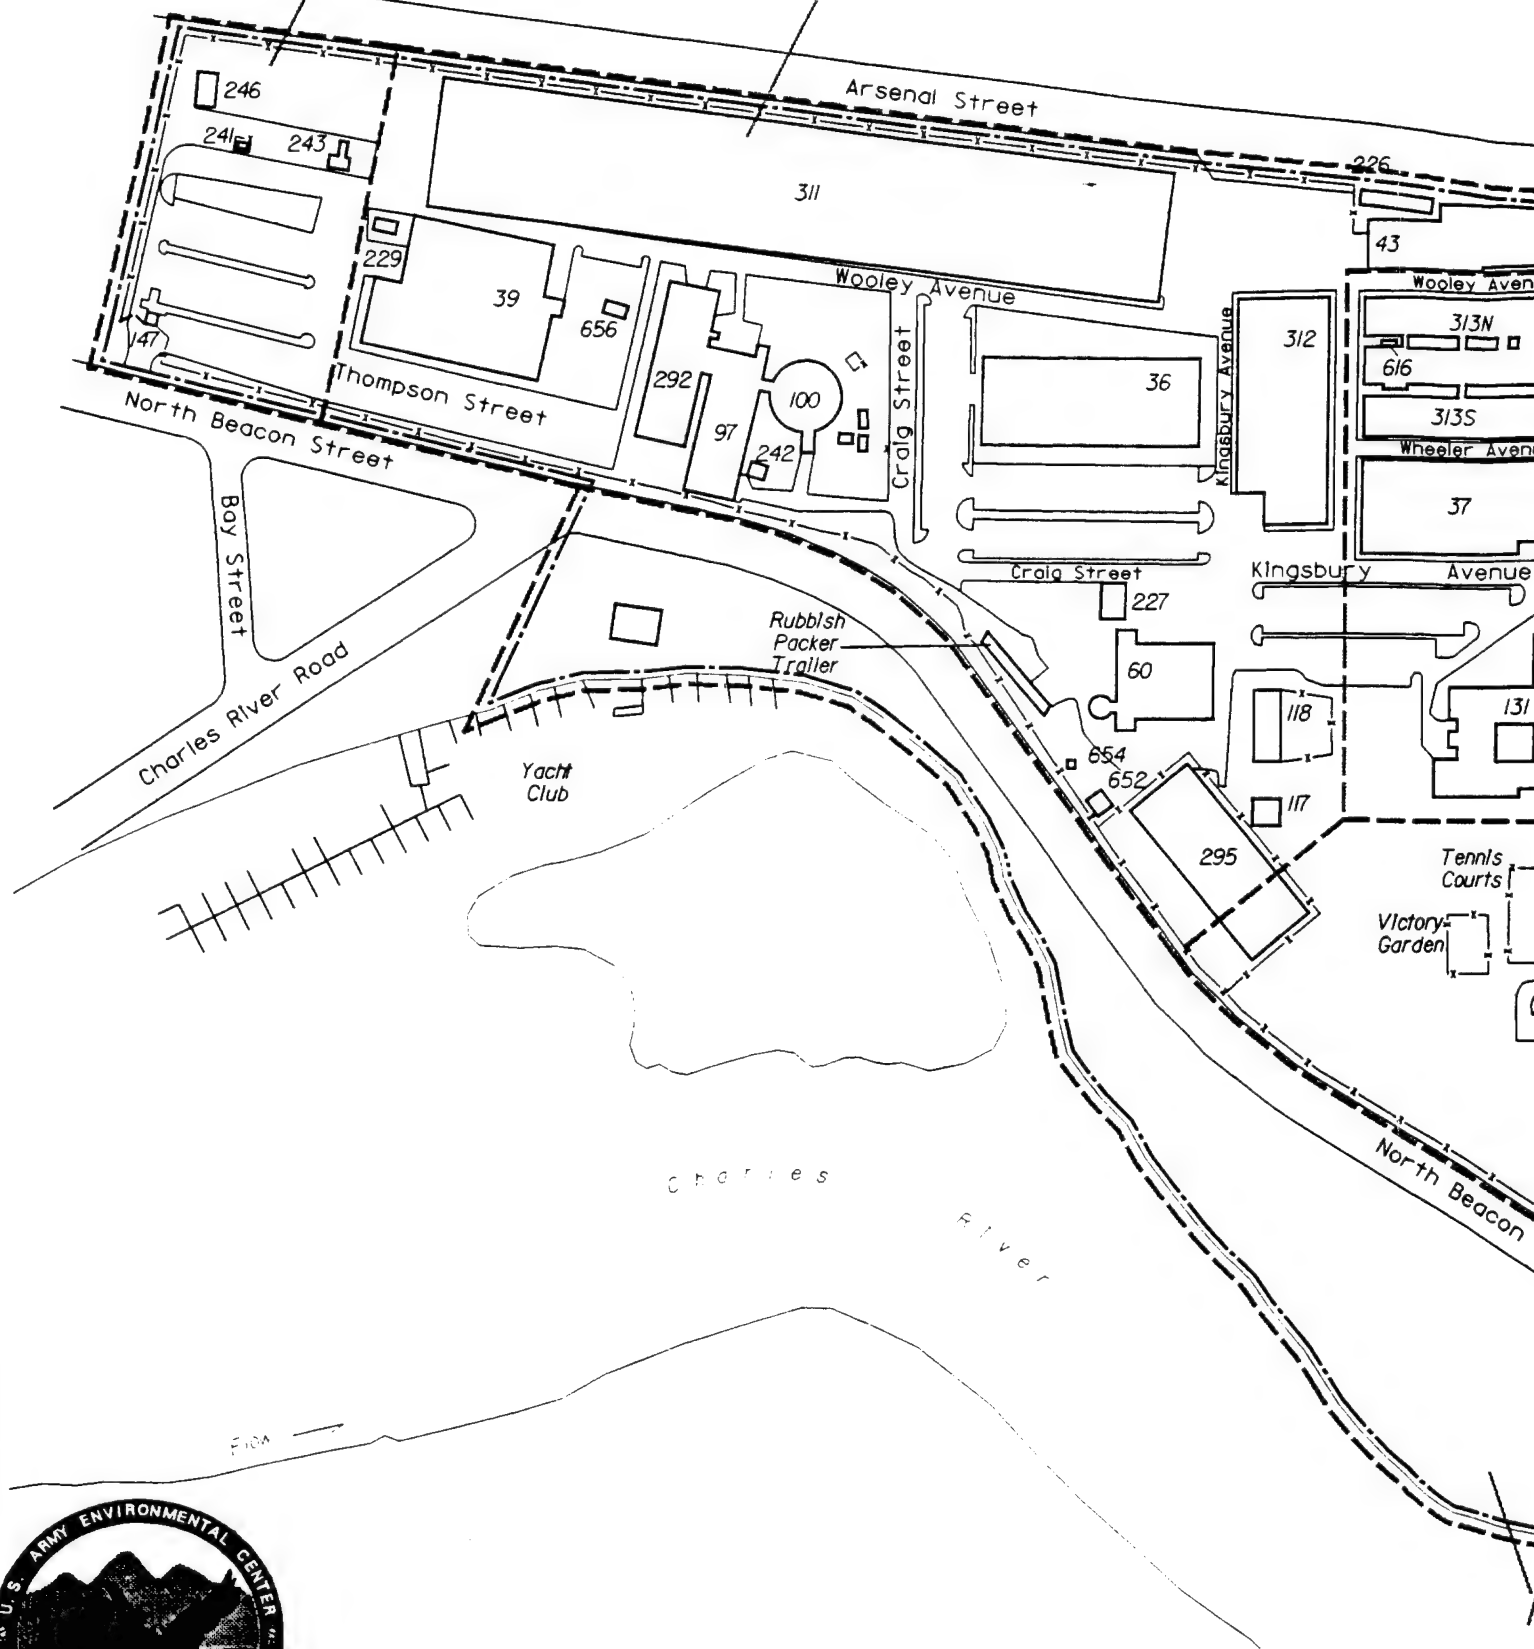 Arsenal Street
246
241
243
226
311
43
229
39
656
Wooley Avenue
Wooley Aven
313N
312
616
147
Thompson Street
292
100
36
97
242
Craig Street
Kingsbury Avenue
313S
Wheeler Aven
North Beacon Street
37
Bay Street
Craig Street
Kingsbury
Avenue
227
Rubbish
Packer
Trailer
60
Charles River Road
118
131
654
652
Yacht
Club
117
295
Tennis
Courts
Victory
Garden
North Beacon
Charles
River
Flow
U.S. ARMY ENVIRONMENTAL CENTER